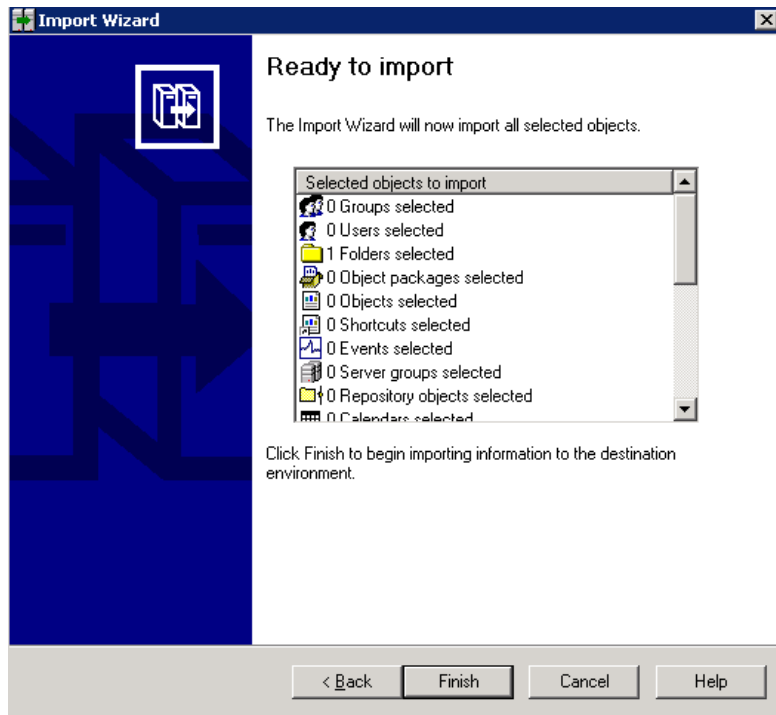 Import Wizard
Ready to import
The Import Wizard will now import all selected objects.
Selected objects to import
0 Groups selected
0 Users selected
1 Folders selected
0 Object packages selected
0 Objects selected
0 Shortcuts selected
0 Events selected
0 Server groups selected
0 Repository objects selected
0 Calendars selected
Click Finish to begin importing information to the destination
environment.
< Back
Finish
Cancel
Help